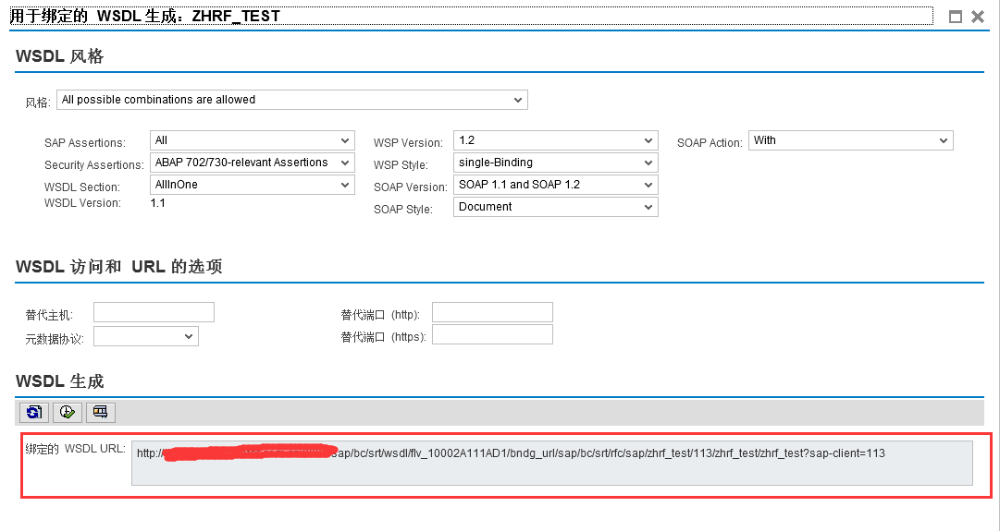 用于绑定的 WSDL 生成: ZHRF_TEST
WSDL 风格
风格: All possible combinations are allowed
SAP Assertions: All WSP Version: 1.2 SOAP Action: With
Security Assertions: ABAP 702/730-relevant Assertions WSP Style: single-Binding
WSDL Section: AllInOne SOAP Version: SOAP 1.1 and SOAP 1.2
WSDL Version: 1.1 SOAP Style: Document
WSDL 访问和 URL 的选项
替代主机: 替代端口 (http):
元数据协议: 替代端口 (https):
WSDL 生成
绑定的 WSDL URL: http:/ sap/bc/srt/wsdl/flv_10002A111AD1/bndg_url/sap/bc/srt/rfc/sap/zhrf_test/113/zhrf_test/zhrf_test?sap-client=113